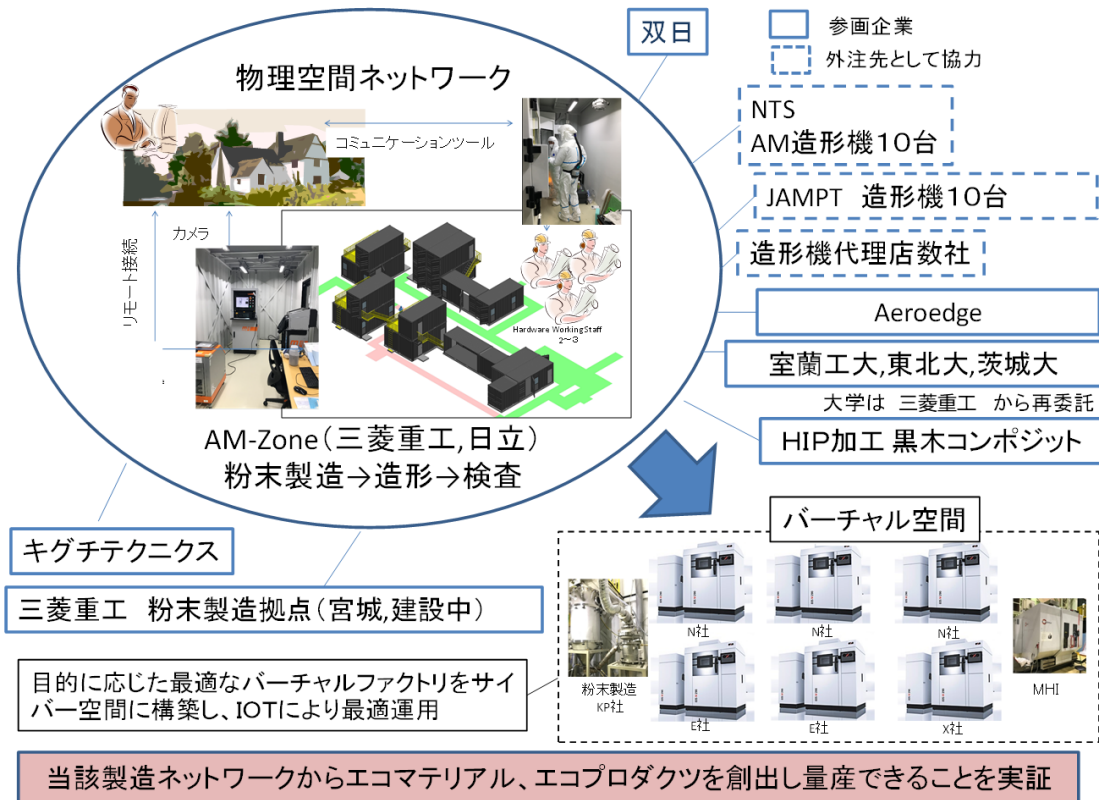 双日
参画企業
外注先として協力
物理空間ネットワーク
コミュニケーションツール
NTS
AM造形機10台
JAMPT 造形機10台
造形機代理店数社
カメラ
リモート接続
Hardware Working Staff
2～3
Aeroedge
室蘭工大,東北大,茨城大
大学は 三菱重工 から再委託
HIP加工 黒木コンポジット
AM-Zone(三菱重工,日立)
粉末製造→造形→検査
キグチテクニクス
三菱重工 粉末製造拠点(宮城,建設中)
バーチャル空間
N社
N社
N社
粉末製造
KP社
MHI
E社
E社
X社
目的に応じた最適なバーチャルファクトリをサイ
バー空間に構築し、IOTにより最適運用
当該製造ネットワークからエコマテリアル、エコプロダクツを創出し量産できることを実証